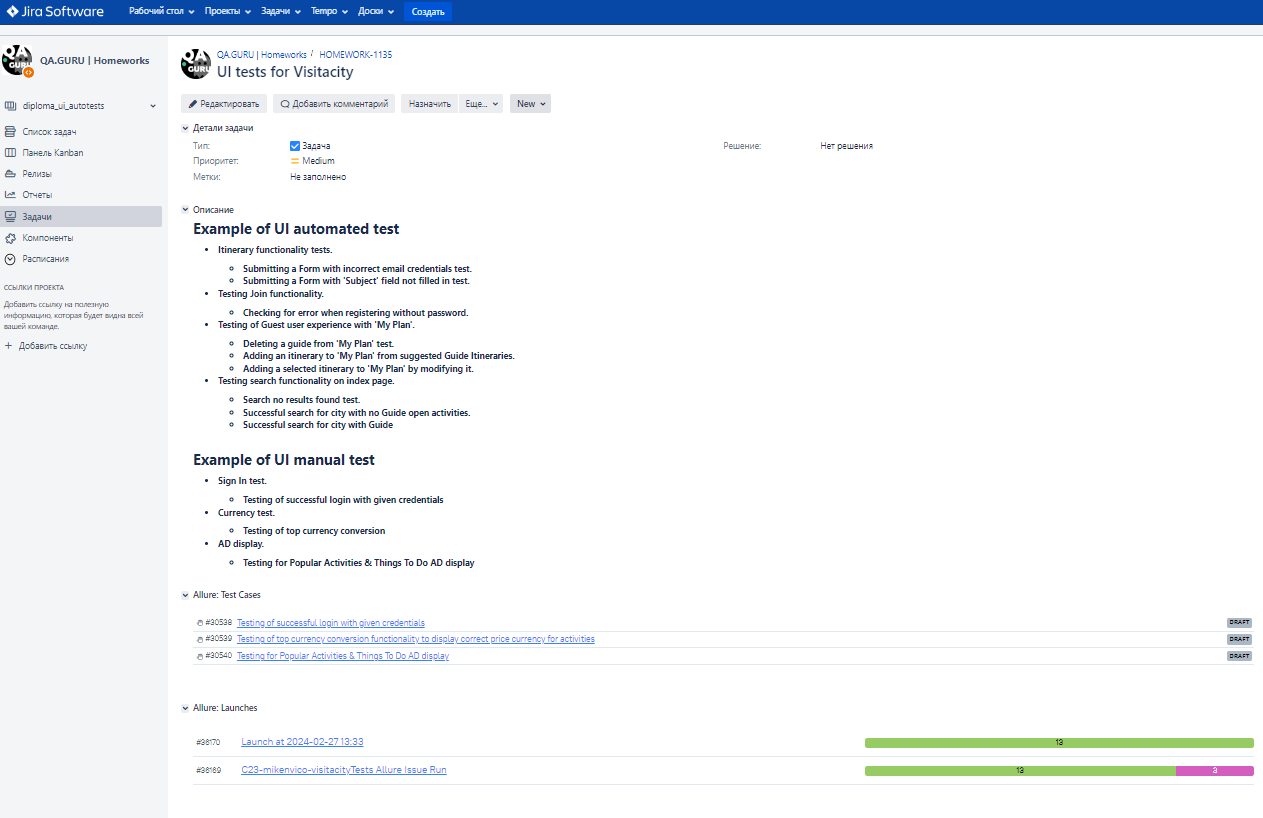 Jira Software Рабочий стол Проекты Задачи Tempo Доски Создать
QA GURU
QA.GURU | Homeworks
diploma_ui_autotests
Список задач
Панель Kanban
Релизы
Отчеты
Задачи
Компоненты
Расписания
ССЫЛКИ ПРОЕКТА
Добавить ссылку на полезную
информацию, которая будет видна всей
вашей команде.
+ Добавить ссылку
QA GURU
QA.GURU | Homeworks / HOMEWORK-1135
UI tests for Visitacity
Редактировать Добавить комментарий Назначить Еще... New
Детали задачи
Тип: Задача Решение: Нет решения
Приоритет: Medium
Метки: Не заполнено
Описание
Example of UI automated test
• Itinerary functionality tests.
◦ Submitting a Form with incorrect email credentials test.
◦ Submitting a Form with 'Subject' field not filled in test.
• Testing Join functionality.
◦ Checking for error when registering without password.
• Testing of Guest user experience with 'My Plan'.
◦ Deleting a guide from 'My Plan' test.
◦ Adding an itinerary to 'My Plan' from suggested Guide Itineraries.
◦ Adding a selected itinerary to 'My Plan' by modifying it.
• Testing search functionality on index page.
◦ Search no results found test.
◦ Successful search for city with no Guide open activities.
◦ Successful search for city with Guide
Example of UI manual test
• Sign In test.
◦ Testing of successful login with given credentials
• Currency test.
◦ Testing of top currency conversion
• AD display.
◦ Testing for Popular Activities & Things To Do AD display
Allure: Test Cases
#30538 Testing of successful login with given credentials DRAFT
#30539 Testing of top currency conversion functionality to display correct price currency for activities DRAFT
#30540 Testing for Popular Activities & Things To Do AD display DRAFT
Allure: Launches
#36170 Launch at 2024-02-27 13:33 13
#36169 C23-mikenvico-visitacityTests Allure Issue Run 13 3